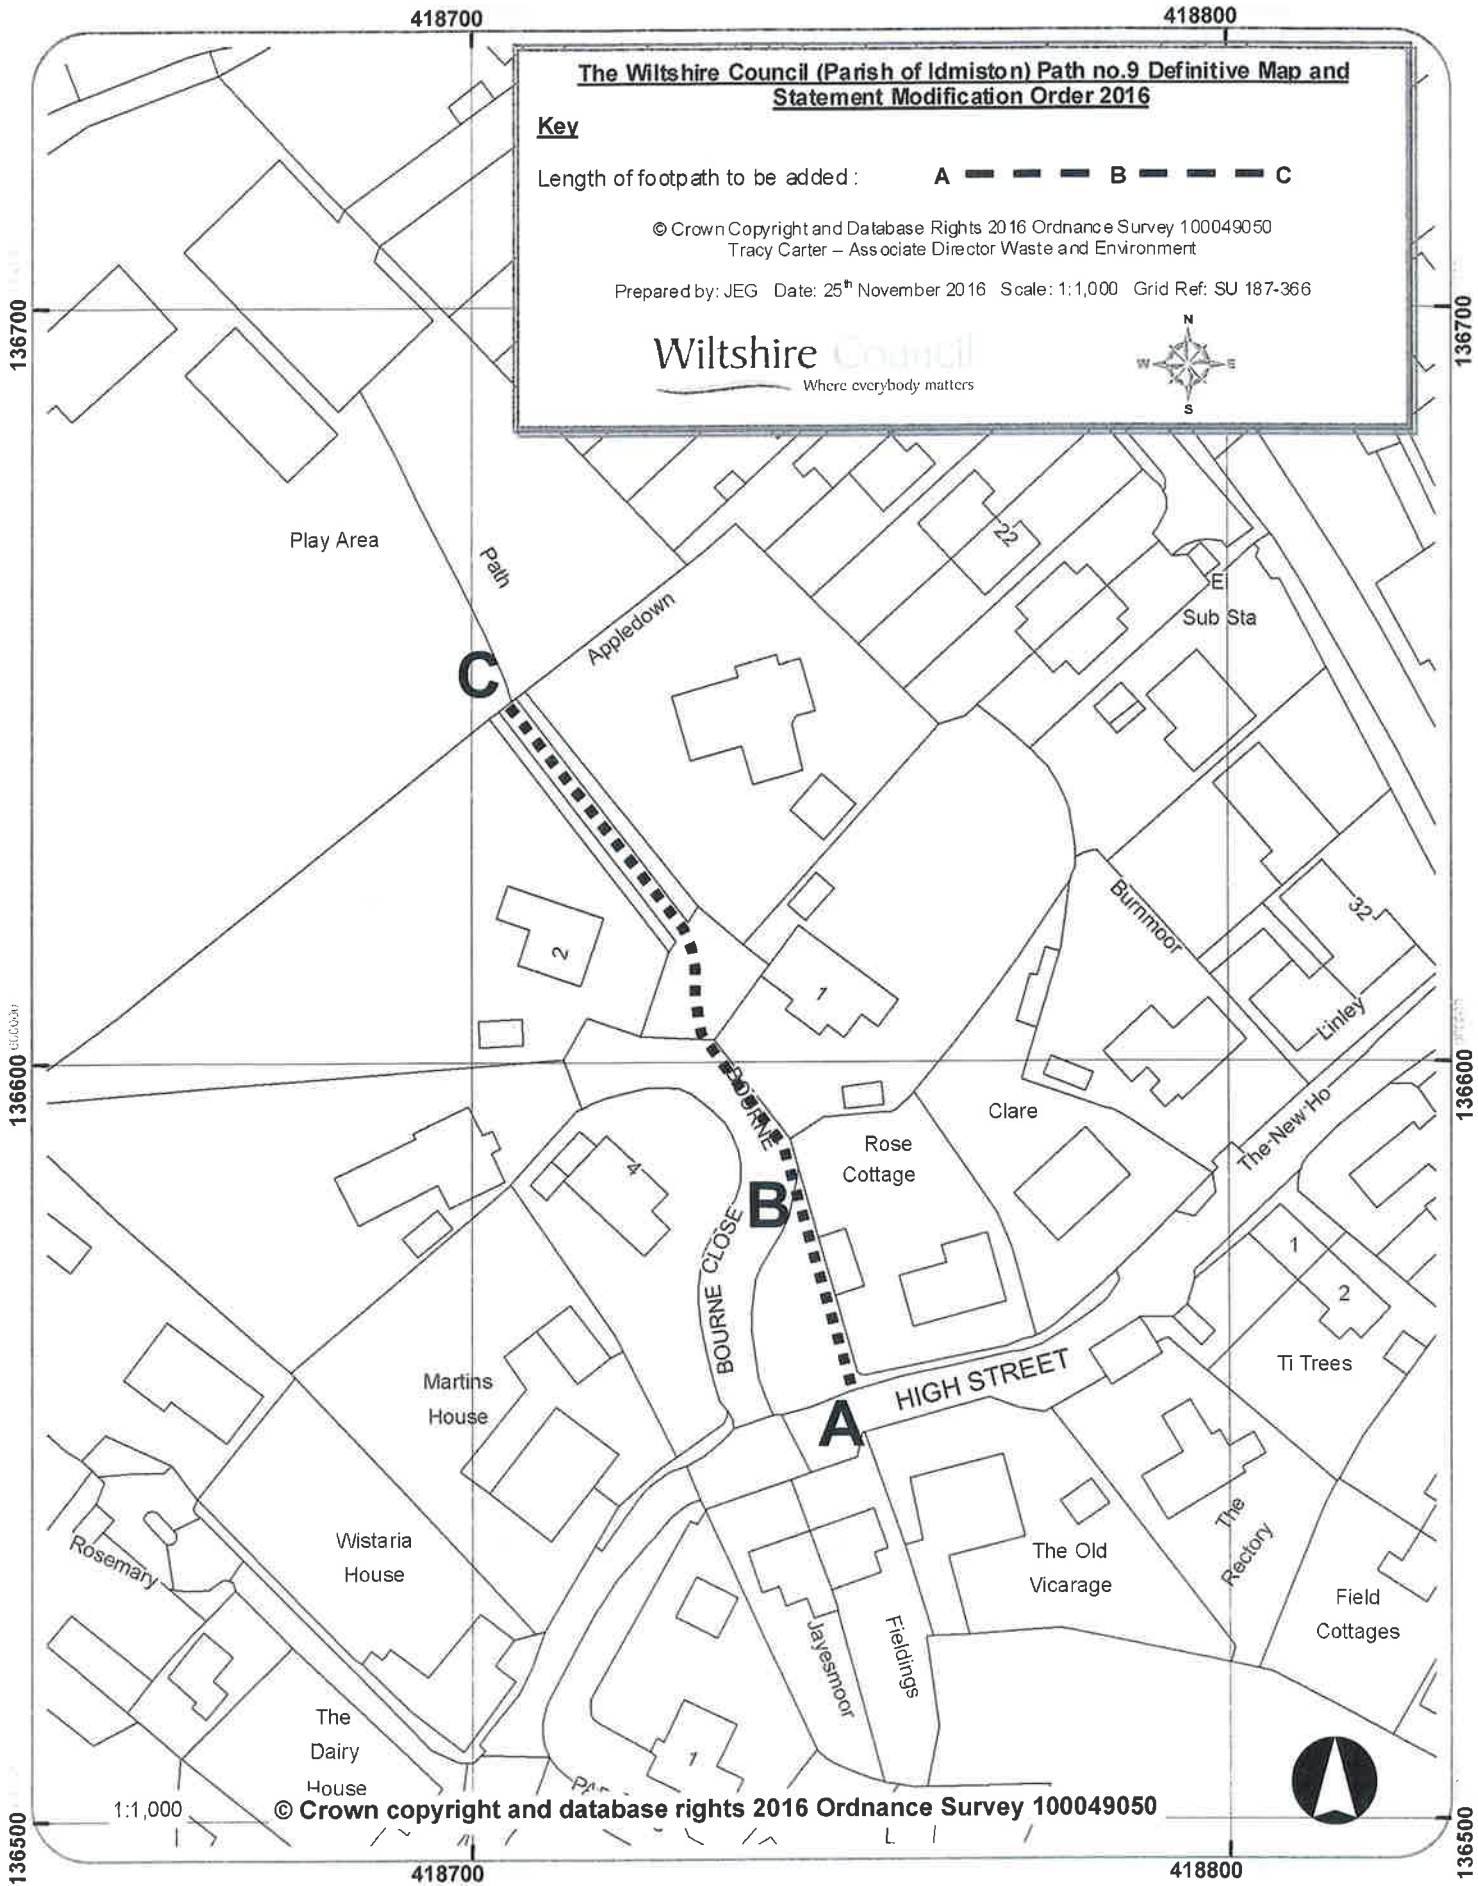 418700
418800
The Wiltshire Council (Parish of Idmiston) Path no.9 Definitive Map and
Statement Modification Order 2016
Key
Length of footpath to be added : A B C
© Crown Copyright and Database Rights 2016 Ordnance Survey 100049050
Tracy Carter – Associate Director Waste and Environment
Prepared by: JEG Date: 25th November 2016 Scale: 1:1,000 Grid Ref: SU 187-366
Wiltshire Council
Where everybody matters
N
W E
S
136700
136700
Play Area
Path
22
El
Sub Sta
Appledown
C
Burnmoor
32
2
1
Linley
136600
136600
BOURNE
Clare
The New Ho
Rose
Cottage
4
B
BOURNE CLOSE
1
2
Ti Trees
HIGH STREET
Martins
House
A
The
Rectory
Wistaria
House
Rosemary
The Old
Vicarage
Field
Cottages
Jayesmoor
Fieldings
The
Dairy
House
1
1:1,000
© Crown copyright and database rights 2016 Ordnance Survey 100049050
136500
136500
418700
418800